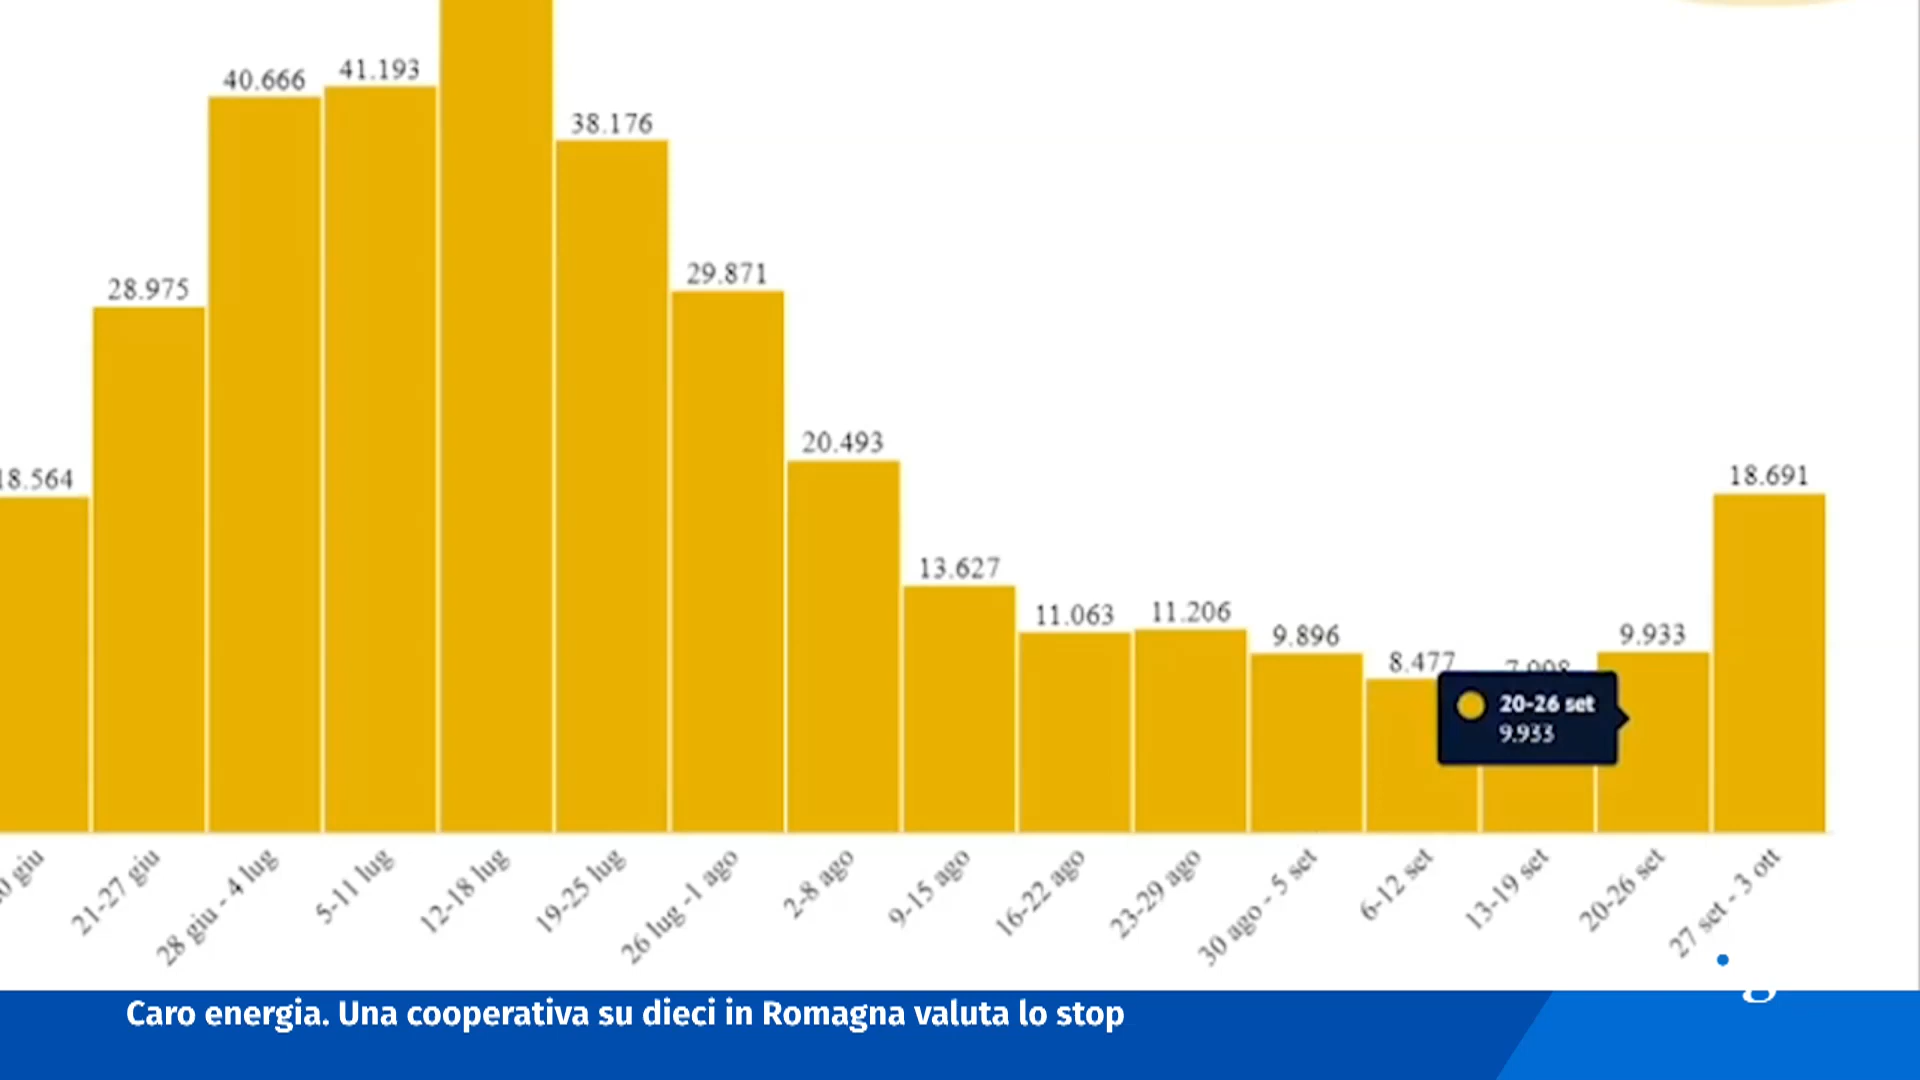 41.193
40.666
38.176
29.871
28.975
20.493
18.691
18.564
13.627
11.206
11.063
9.933
9.896
8.477
20-26 set
9.933
giu
21-27 giu
28 giu - 4 lug
5-11 lug
12-18 lug
19-25 lug
26 lug -1 ago
2-8 ago
9-15 ago
16-22 ago
23-29 ago
30 ago - 5 set
6-12 set
13-19 set
20-26 set
27 set - 3 ott
Caro energia. Una cooperativa su dieci in Romagna valuta lo stop